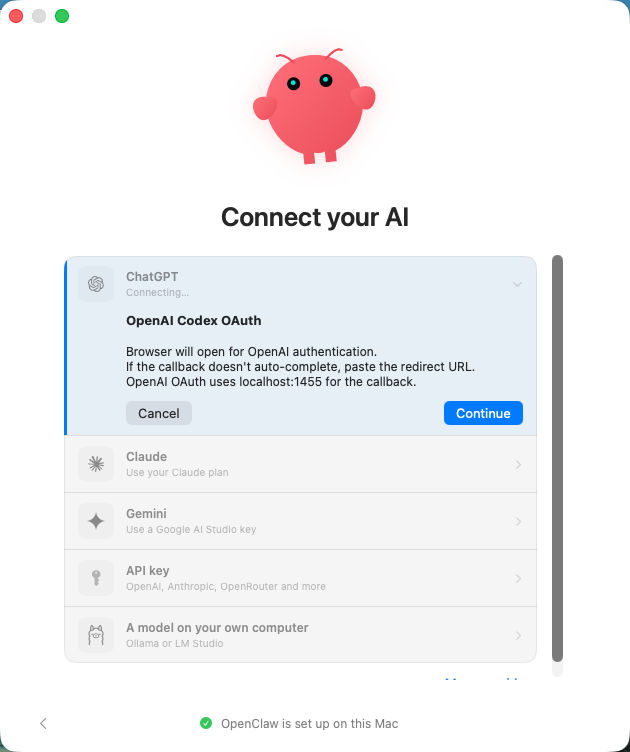 Connect your AI
ChatGPT
Connecting...
OpenAI Codex OAuth
Browser will open for OpenAI authentication.
If the callback doesn't auto-complete, paste the redirect URL.
OpenAI OAuth uses localhost:1455 for the callback.
Cancel
Continue
Claude
Use your Claude plan
Gemini
Use a Google AI Studio key
API key
OpenAI, Anthropic, OpenRouter and more
A model on your own computer
Ollama or LM Studio
OpenClaw is set up on this Mac